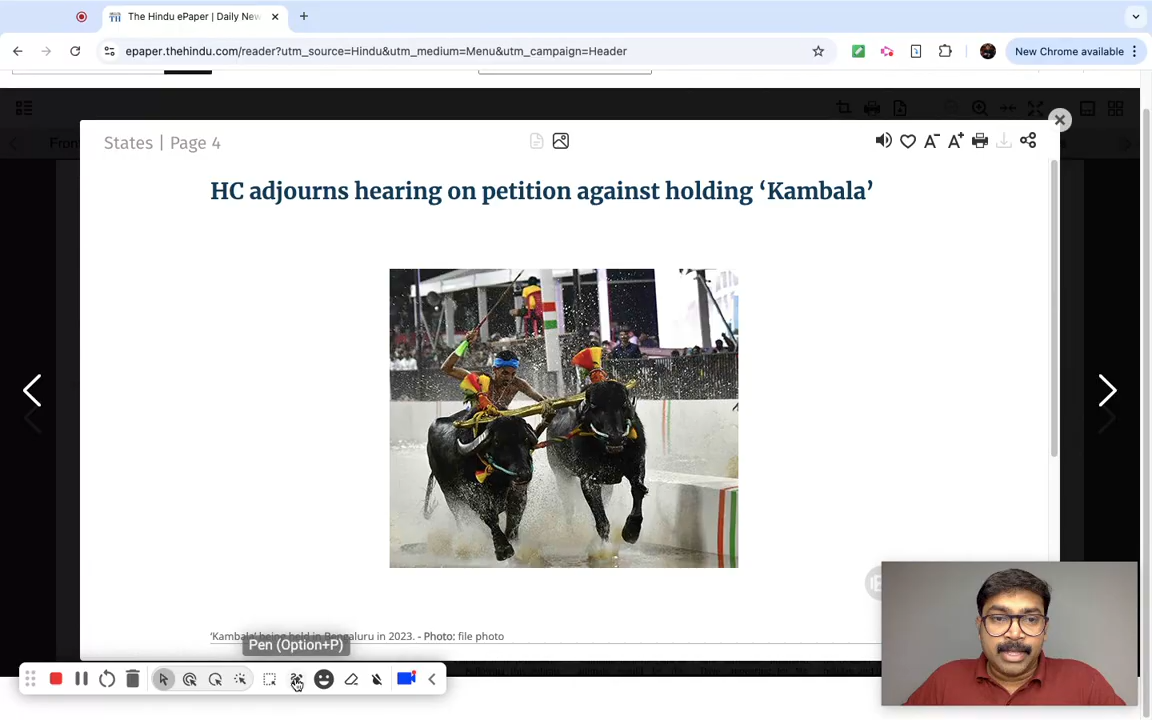 The Hindu ePaper | Daily New
epaper.thehindu.com/reader?utm_source=Hindu&utm_medium=Menu&utm_campaign=Header
New Chrome available
States | Page 4
A-
A+
HC adjourns hearing on petition against holding ‘Kambala’
‘Kambala’ being held in Bengaluru in 2023. - Photo: file photo
Pen (Option+P)